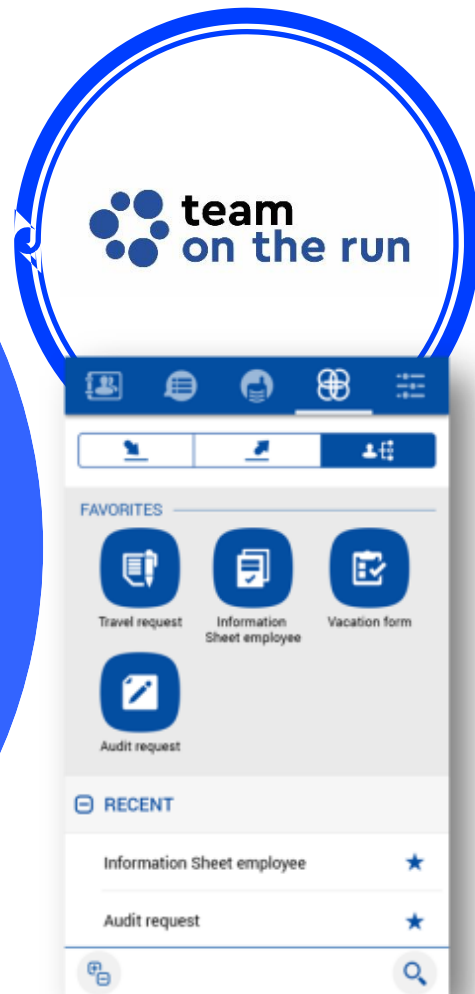 team
on the run
FAVORITES
Travel request
Information
Sheet employee
Vacation form
Audit request
RECENT
Information Sheet employee
Audit request